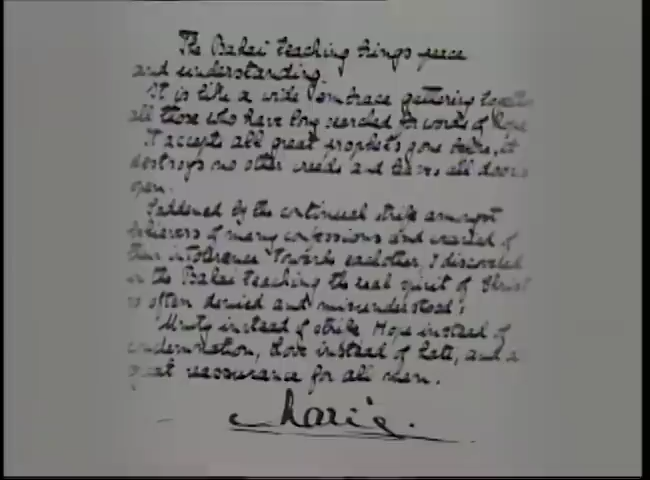 The Bahai teaching brings peace
and understanding.
It is like a wide embrace gathering together
all those who have long searched for words of hope
It accepts all great prophets gone before, it
destroys no other creeds and leaves all doors
open.
Saddened by the continual strife amongst
believers of many confessions and wearied of
their intolerance towards eachother, I discovered
in the Bahai teaching the real spirit of Christ
so often denied and misunderstood:
Unity instead of strife Hope instead of
condemnation, Love instead of hate, and a
great reassurance for all men.
Marie.